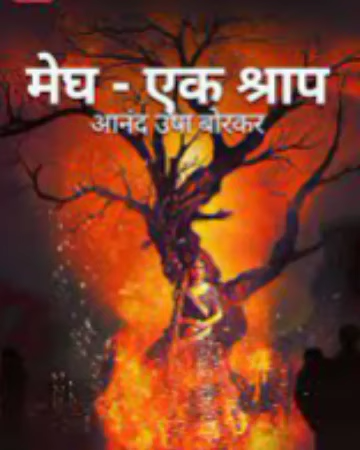 मेघ - एक श्राप
आनंद उषा बोरकर